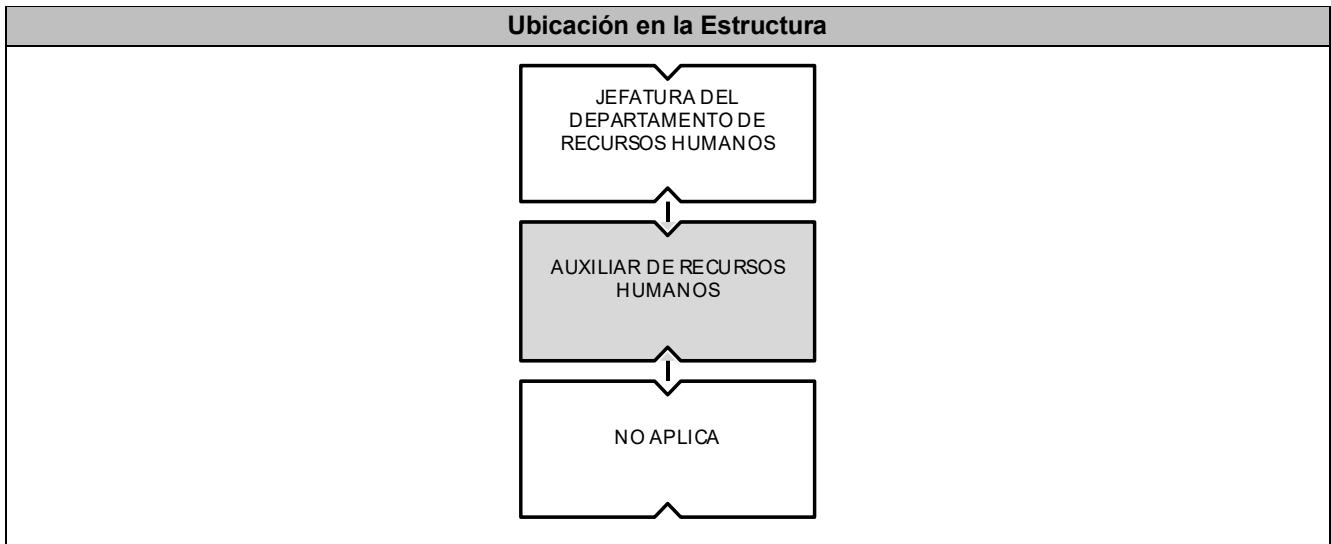 Ubicación en la Estructura
JEFATURA DEL
DEPARTAMENTO DE
RECURSOS HUMANOS
AUXILIAR DE RECURSOS
HUMANOS
NO APLICA